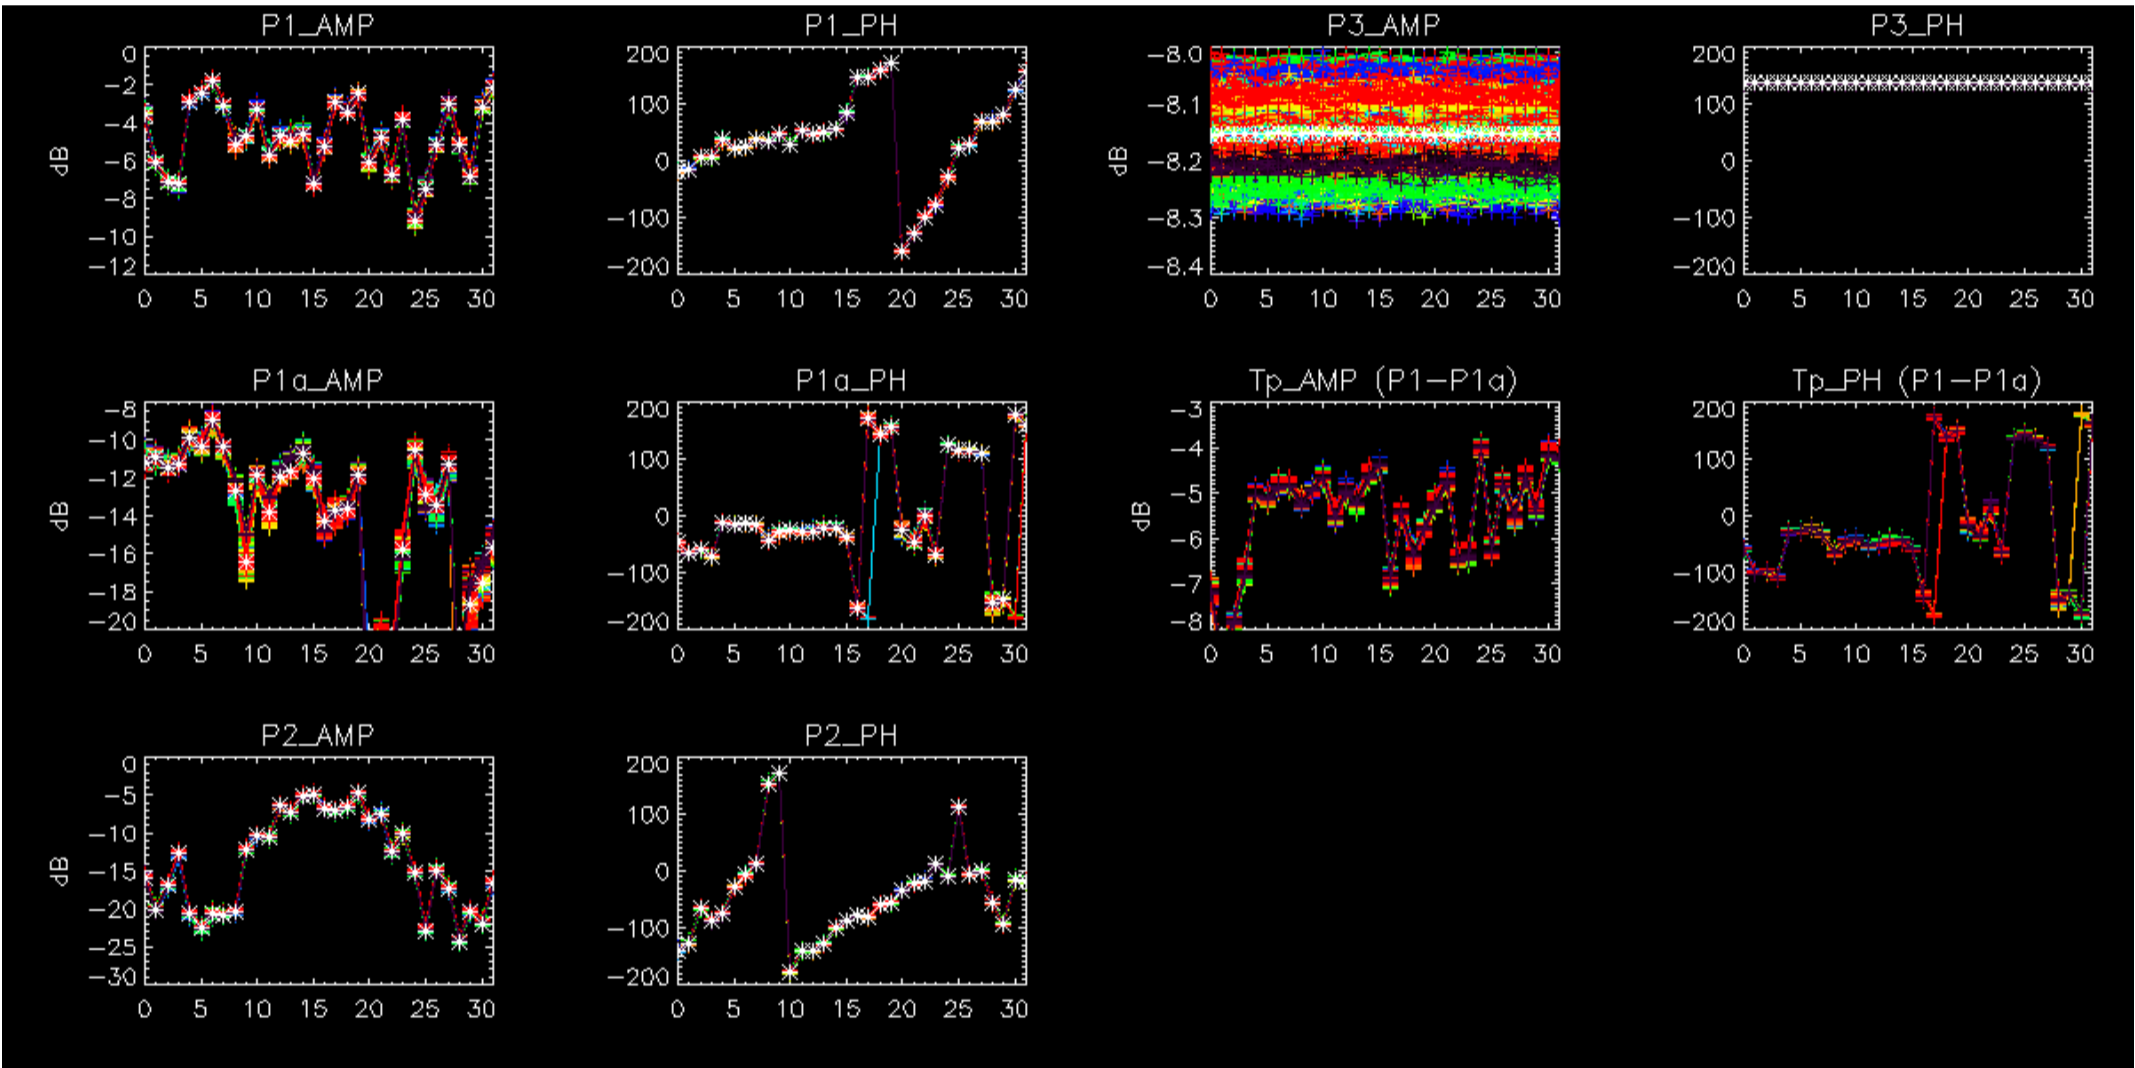 P1_AMP
dB
0
−2
−4
−6
−8
−10
−12
0 5 10 15 20 25 30
P1_PH
200
100
0
−100
−200
0 5 10 15 20 25 30
P3_AMP
dB
−8.0
−8.1
−8.2
−8.3
−8.4
0 5 10 15 20 25 30
P3_PH
200
100
0
−100
−200
0 5 10 15 20 25 30
P1a_AMP
dB
−8
−10
−12
−14
−16
−18
−20
0 5 10 15 20 25 30
P1a_PH
200
100
0
−100
−200
0 5 10 15 20 25 30
Tp_AMP (P1−P1a)
dB
−3
−4
−5
−6
−7
−8
0 5 10 15 20 25 30
Tp_PH (P1−P1a)
200
100
0
−100
−200
0 5 10 15 20 25 30
P2_AMP
dB
0
−5
−10
−15
−20
−25
−30
0 5 10 15 20 25 30
P2_PH
200
100
0
−100
−200
0 5 10 15 20 25 30